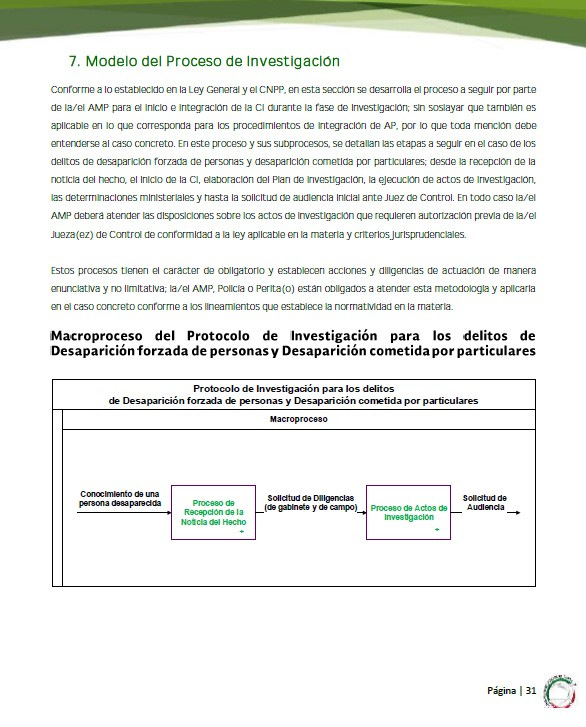 7. Modelo del Proceso de Investigación
Conforme a lo establecido en la Ley General y el CNPP, en esta sección se desarrolla el proceso a seguir por parte
de la/el AMP para el inicio e integración de la CI durante la fase de investigación; sin soslayar que también es
aplicable en lo que corresponda para los procedimientos de integración de AP, por lo que toda mención debe
entenderse al caso concreto. En este proceso y sus subprocesos, se detallan las etapas a seguir en el caso de los
delitos de desaparición forzada de personas y desaparición cometida por particulares; desde la recepción de la
noticia del hecho, el inicio de la CI, elaboración del Plan de Investigación, la ejecución de actos de investigación,
las determinaciones ministeriales y hasta la solicitud de audiencia inicial ante Juez de Control. En todo caso la/el
AMP deberá atender las disposiciones sobre los actos de investigación que requieren autorización previa de la/el
Jueza(ez) de Control de conformidad a la ley aplicable en la materia y criterios jurisprudenciales.
Estos procesos tienen el carácter de obligatorio y establecen acciones y diligencias de actuación de manera
enunciativa y no limitativa; la/el AMP, Policía o Perita(o) están obligados a atender esta metodología y aplicarla
en el caso concreto conforme a los lineamientos que establece la normatividad en la materia.
Macroproceso del Protocolo de Investigación para los delitos de
Desaparición forzada de personas y Desaparición cometida por particulares
Protocolo de Investigación para los delitos
de Desaparición forzada de personas y Desaparición cometida por particulares
Macroproceso
Conocimiento de una
persona desaparecida
Proceso de
Recepción de la
Noticia del Hecho
+
Solicitud de Diligencias
(de gabinete y de campo)
Proceso de Actos de
Investigación
+
Solicitud de
Audiencia
Página | 31